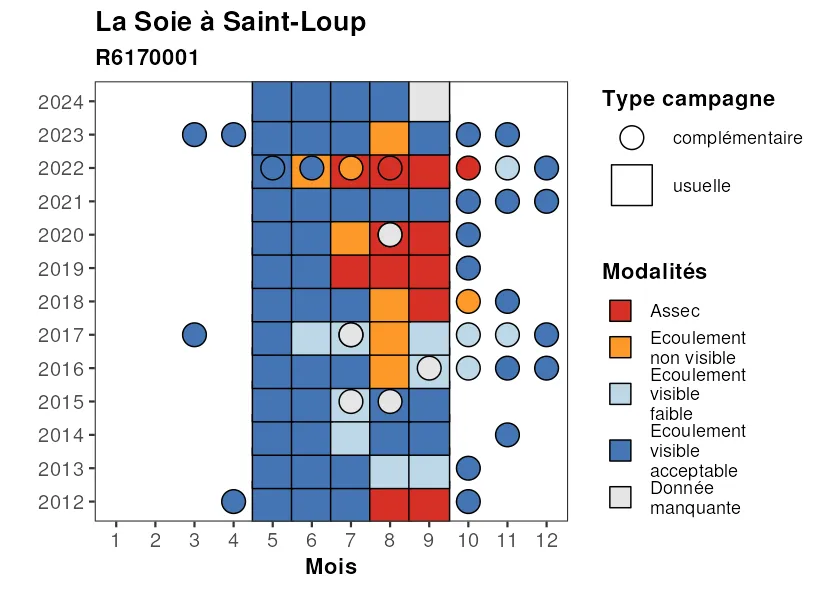 La Soie à Saint-Loup
R6170001
2024
2023
2022
2021
2020
2019
2018
2017
2016
2015
2014
2013
2012
1 2 3 4 5 6 7 8 9 10 11 12
Mois
Type campagne
complémentaire
usuelle
Modalités
Assec
Ecoulement
non visible
Ecoulement
visible
faible
Ecoulement
visible
acceptable
Donnée
manquante